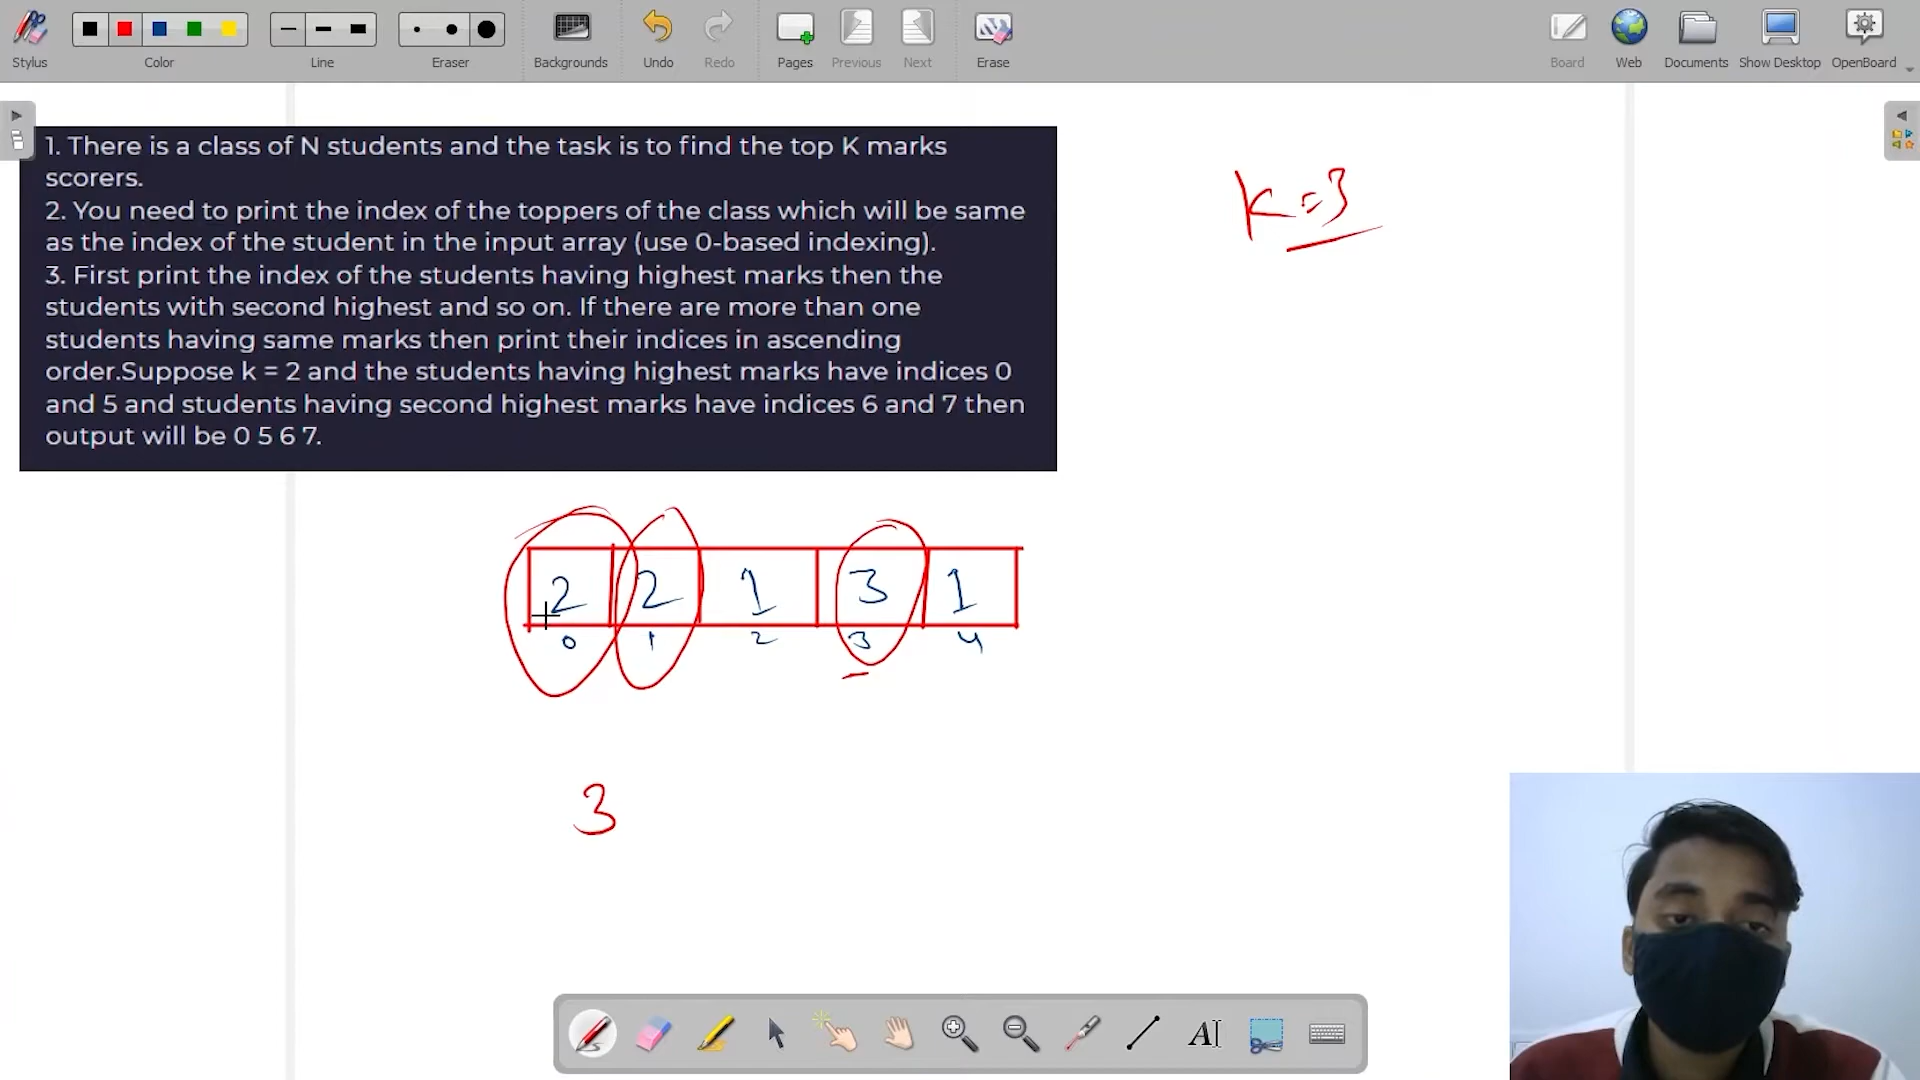 Stylus Color Line Eraser Backgrounds Undo Redo Pages Previous Next Erase Board Web Documents Show Desktop OpenBoard
1. There is a class of N students and the task is to find the top K marks
scorers.
2. You need to print the index of the toppers of the class which will be same
as the index of the student in the input array (use 0-based indexing).
3. First print the index of the students having highest marks then the
students with second highest and so on. If there are more than one
students having same marks then print their indices in ascending
order.Suppose k = 2 and the students having highest marks have indices 0
and 5 and students having second highest marks have indices 6 and 7 then
output will be 0 5 6 7.
K = 3
2 2 1 3 1
0 1 2 3 4
3